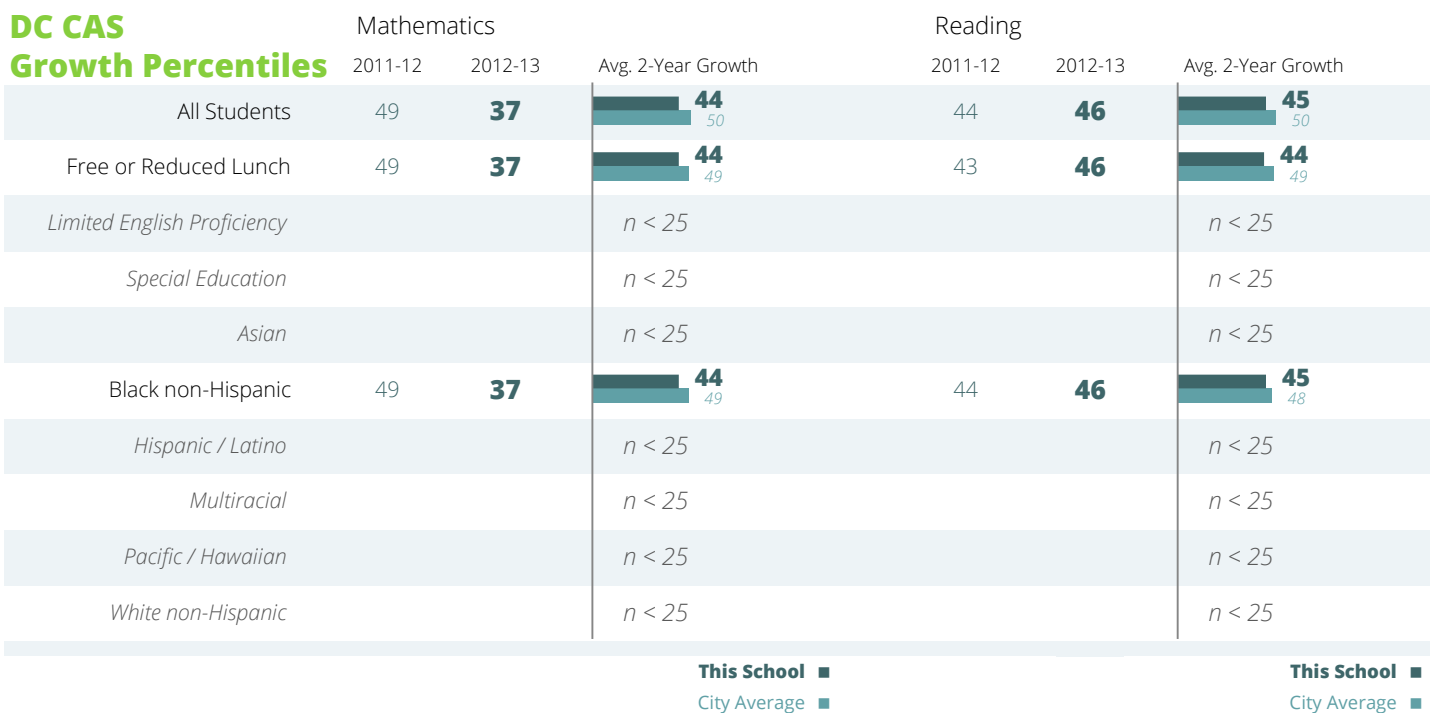 DC CAS
Growth Percentiles
Mathematics Reading
2011-12 2012-13 Avg. 2-Year Growth 2011-12 2012-13 Avg. 2-Year Growth
All Students 49 37 44 50 44 46 45 50
Free or Reduced Lunch 49 37 44 49 43 46 44 49
Limited English Proficiency n < 25 n < 25
Special Education n < 25 n < 25
Asian n < 25 n < 25
Black non-Hispanic 49 37 44 49 44 46 45 48
Hispanic / Latino n < 25 n < 25
Multiracial n < 25 n < 25
Pacific / Hawaiian n < 25 n < 25
White non-Hispanic n < 25 n < 25
This School This School
City Average City Average